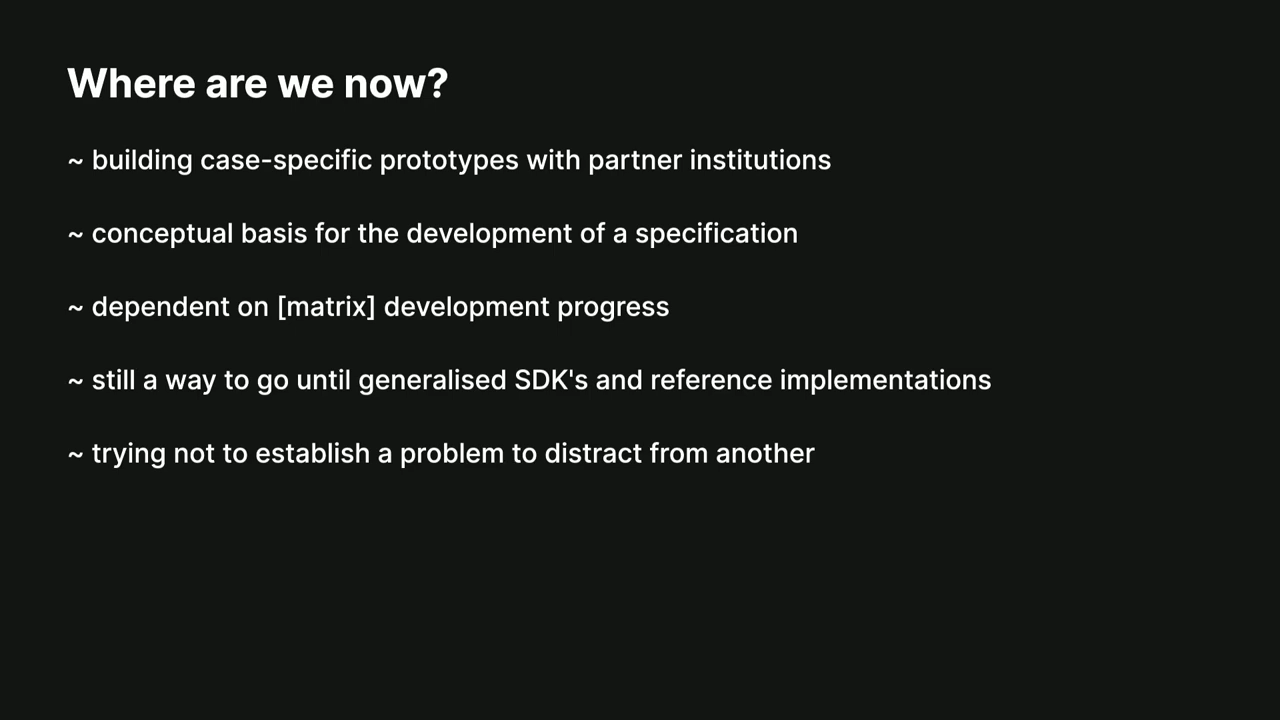 Where are we now?
~ building case-specific prototypes with partner institutions
~ conceptual basis for the development of a specification
~ dependent on [matrix] development progress
~ still a way to go until generalised SDK's and reference implementations
~ trying not to establish a problem to distract from another